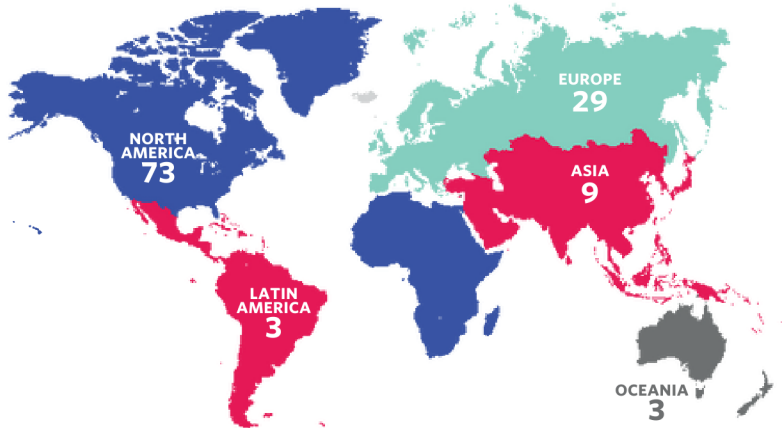 NORTH
AMERICA
73
EUROPE
29
ASIA
9
LATIN
AMERICA
3
OCEANIA
3